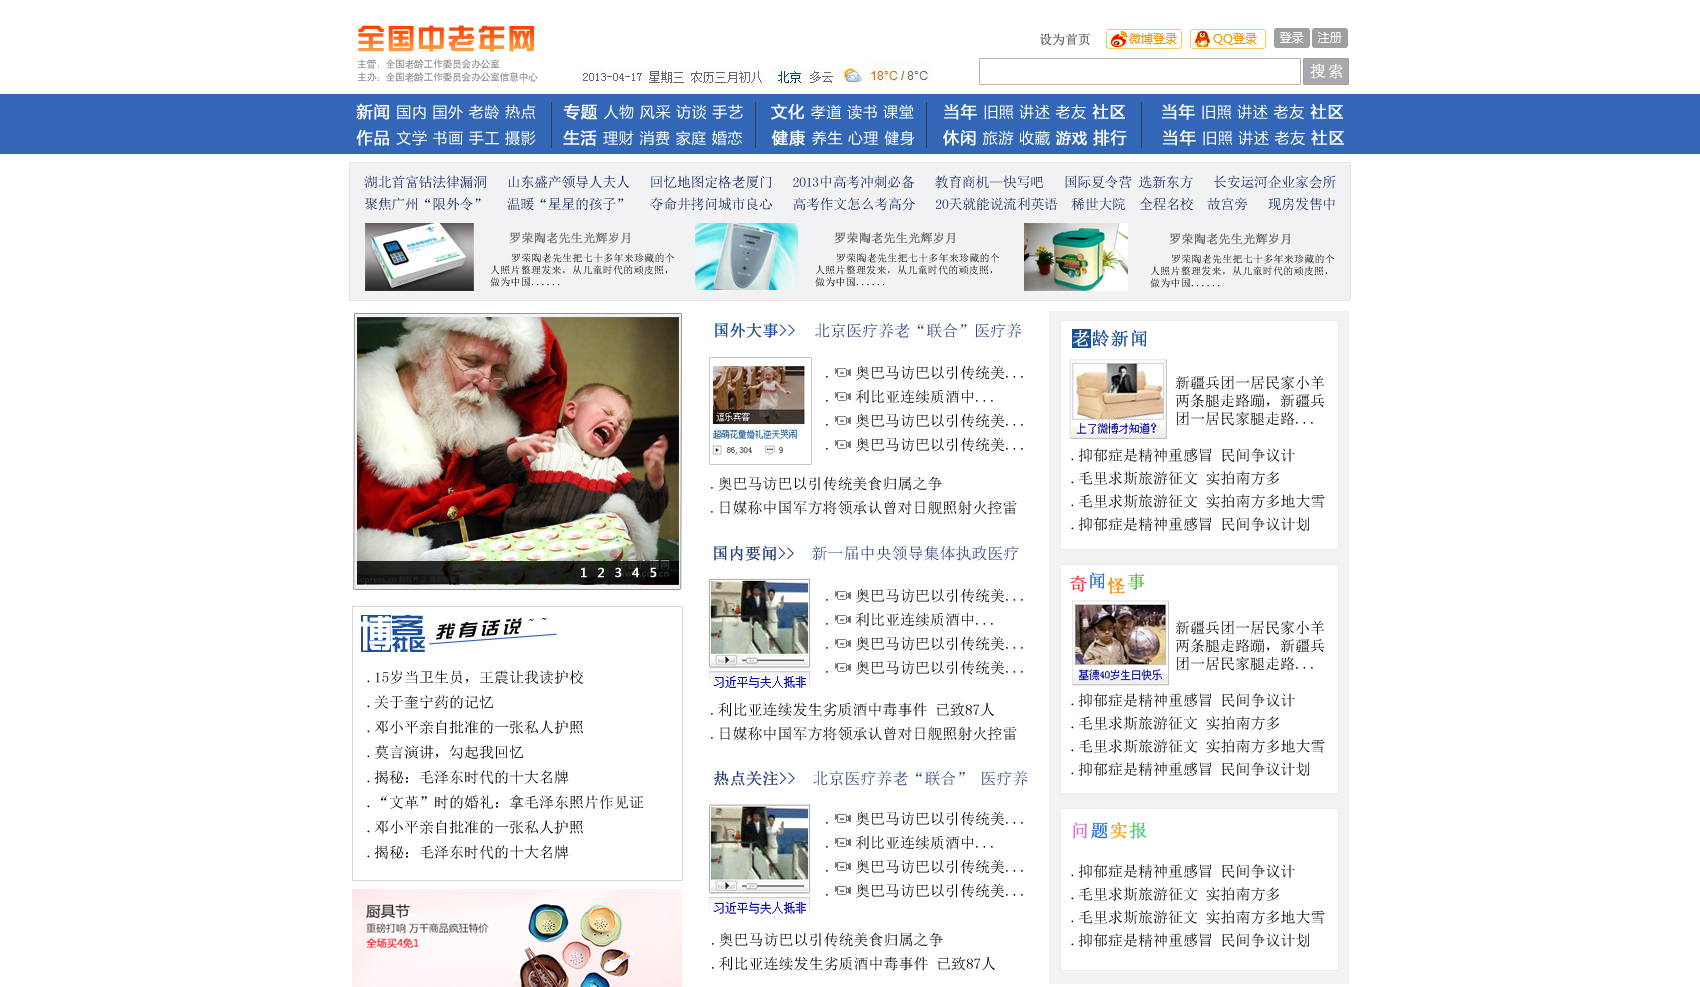 全国中老年网
主管：全国老龄工作委员会办公室
主办：全国老龄工作委员会办公室信息中心
2013-04-17 星期三 农历三月初八 北京 多云 18°C / 8°C
设为首页 微博登录 QQ登录 登录 注册
搜 索
新闻 国内 国外 老龄 热点 专题 人物 风采 访谈 手艺 文化 孝道 读书 课堂 当年 旧照 讲述 老友 社区 当年 旧照 讲述 老友 社区
作品 文学 书画 手工 摄影 生活 理财 消费 家庭 婚恋 健康 养生 心理 健身 休闲 旅游 收藏 游戏 排行 当年 旧照 讲述 老友 社区
湖北首富钻法律漏洞 山东盛产领导人夫人 回忆地图定格老厦门 2013中高考冲刺必备 教育商机—快写吧 国际夏令营 选新东方 长安运河企业家会所
聚焦广州“限外令” 温暖“星星的孩子” 夺命井拷问城市良心 高考作文怎么考高分 20天就能说流利英语 稀世大院 全程名校 故宫旁 现房发售中
罗荣陶老先生光辉岁月
罗荣陶老先生把七十多年来珍藏的个
人照片整理发来，从儿童时代的顽皮照，
做为中国......
罗荣陶老先生光辉岁月
罗荣陶老先生把七十多年来珍藏的个
人照片整理发来，从儿童时代的顽皮照，
做为中国......
罗荣陶老先生光辉岁月
罗荣陶老先生把七十多年来珍藏的个
人照片整理发来，从儿童时代的顽皮照，
做为中国......
1 2 3 4 5
博客社区 我有话说~~
. 15岁当卫生员，王震让我读护校
. 关于奎宁药的记忆
. 邓小平亲自批准的一张私人护照
. 莫言演讲，勾起我回忆
. 揭秘：毛泽东时代的十大名牌
. “文革”时的婚礼：拿毛泽东照片作见证
. 邓小平亲自批准的一张私人护照
. 揭秘：毛泽东时代的十大名牌
厨具节
重磅打响 万千商品疯狂特价
全场买4免1
国外大事>> 北京医疗养老“联合”医疗养
逗乐宾客
超萌花童婚礼逆天哭闹
86,304 9
. 奥巴马访巴以引传统美...
. 利比亚连续质酒中...
. 奥巴马访巴以引传统美...
. 奥巴马访巴以引传统美...
. 奥巴马访巴以引传统美食归属之争
. 日媒称中国军方将领承认曾对日舰照射火控雷
国内要闻>> 新一届中央领导集体执政医疗
习近平与夫人抵非
. 奥巴马访巴以引传统美...
. 利比亚连续质酒中...
. 奥巴马访巴以引传统美...
. 奥巴马访巴以引传统美...
. 利比亚连续发生劣质酒中毒事件 已致87人
. 日媒称中国军方将领承认曾对日舰照射火控雷
热点关注>> 北京医疗养老“联合” 医疗养
习近平与夫人抵非
. 奥巴马访巴以引传统美...
. 利比亚连续质酒中...
. 奥巴马访巴以引传统美...
. 奥巴马访巴以引传统美...
. 奥巴马访巴以引传统美食归属之争
. 利比亚连续发生劣质酒中毒事件 已致87人
老龄新闻
上了微博才知道?
新疆兵团一居民家小羊
两条腿走路蹦，新疆兵
团一居民家腿走路...
. 抑郁症是精神重感冒 民间争议计
. 毛里求斯旅游征文 实拍南方多
. 毛里求斯旅游征文 实拍南方多地大雪
. 抑郁症是精神重感冒 民间争议计划
奇闻怪事
基德40岁生日快乐
新疆兵团一居民家小羊
两条腿走路蹦，新疆兵
团一居民家腿走路...
. 抑郁症是精神重感冒 民间争议计
. 毛里求斯旅游征文 实拍南方多
. 毛里求斯旅游征文 实拍南方多地大雪
. 抑郁症是精神重感冒 民间争议计划
问题实报
. 抑郁症是精神重感冒 民间争议计
. 毛里求斯旅游征文 实拍南方多
. 毛里求斯旅游征文 实拍南方多地大雪
. 抑郁症是精神重感冒 民间争议计划